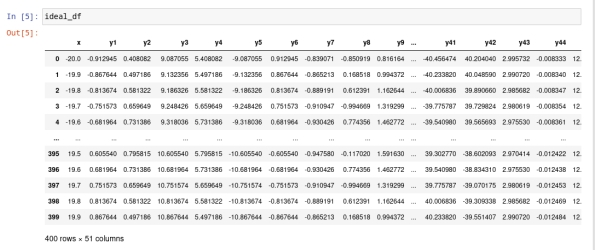 In [5]: ideal_df
Out[5]:
x y1 y2 y3 y4 y5 y6 y7 y8 y9 ... y41 y42 y43 y44
0 -20.0 -0.912945 0.408082 9.087055 5.408082 -9.087055 0.912945 -0.839071 -0.850919 0.816164 ... -40.456474 40.204040 2.995732 -0.008333 12.
1 -19.9 -0.867644 0.497186 9.132356 5.497186 -9.132356 0.867644 -0.865213 0.168518 0.994372 ... -40.233820 40.048590 2.990720 -0.008340 12.
2 -19.8 -0.813674 0.581322 9.186326 5.581322 -9.186326 0.813674 -0.889191 0.612391 1.162644 ... -40.006836 39.890660 2.985682 -0.008347 12.
3 -19.7 -0.751573 0.659649 9.248426 5.659649 -9.248426 0.751573 -0.910947 -0.994669 1.319299 ... -39.775787 39.729824 2.980619 -0.008354 12.
4 -19.6 -0.681964 0.731386 9.318036 5.731386 -9.318036 0.681964 -0.930426 0.774356 1.462772 ... -39.540980 39.565693 2.975530 -0.008361 12.
... ... ... ... ... ... ... ... ... ... ... ... ... ... ... ...
395 19.5 0.605540 0.795815 10.605540 5.795815 -10.605540 -0.605540 -0.947580 -0.117020 1.591630 ... 39.302770 -38.602093 2.970414 -0.012422 12.
396 19.6 0.681964 0.731386 10.681964 5.731386 -10.681964 -0.681964 -0.930426 0.774356 1.462772 ... 39.540980 -38.834310 2.975530 -0.012438 12.
397 19.7 0.751573 0.659649 10.751574 5.659649 -10.751574 -0.751573 -0.910947 -0.994669 1.319299 ... 39.775787 -39.070175 2.980619 -0.012453 12.
398 19.8 0.813674 0.581322 10.813674 5.581322 -10.813674 -0.813674 -0.889191 0.612391 1.162644 ... 40.006836 -39.309338 2.985682 -0.012469 12.
399 19.9 0.867644 0.497186 10.867644 5.497186 -10.867644 -0.867644 -0.865213 0.168518 0.994372 ... 40.233820 -39.551407 2.990720 -0.012484 12.
400 rows × 51 columns